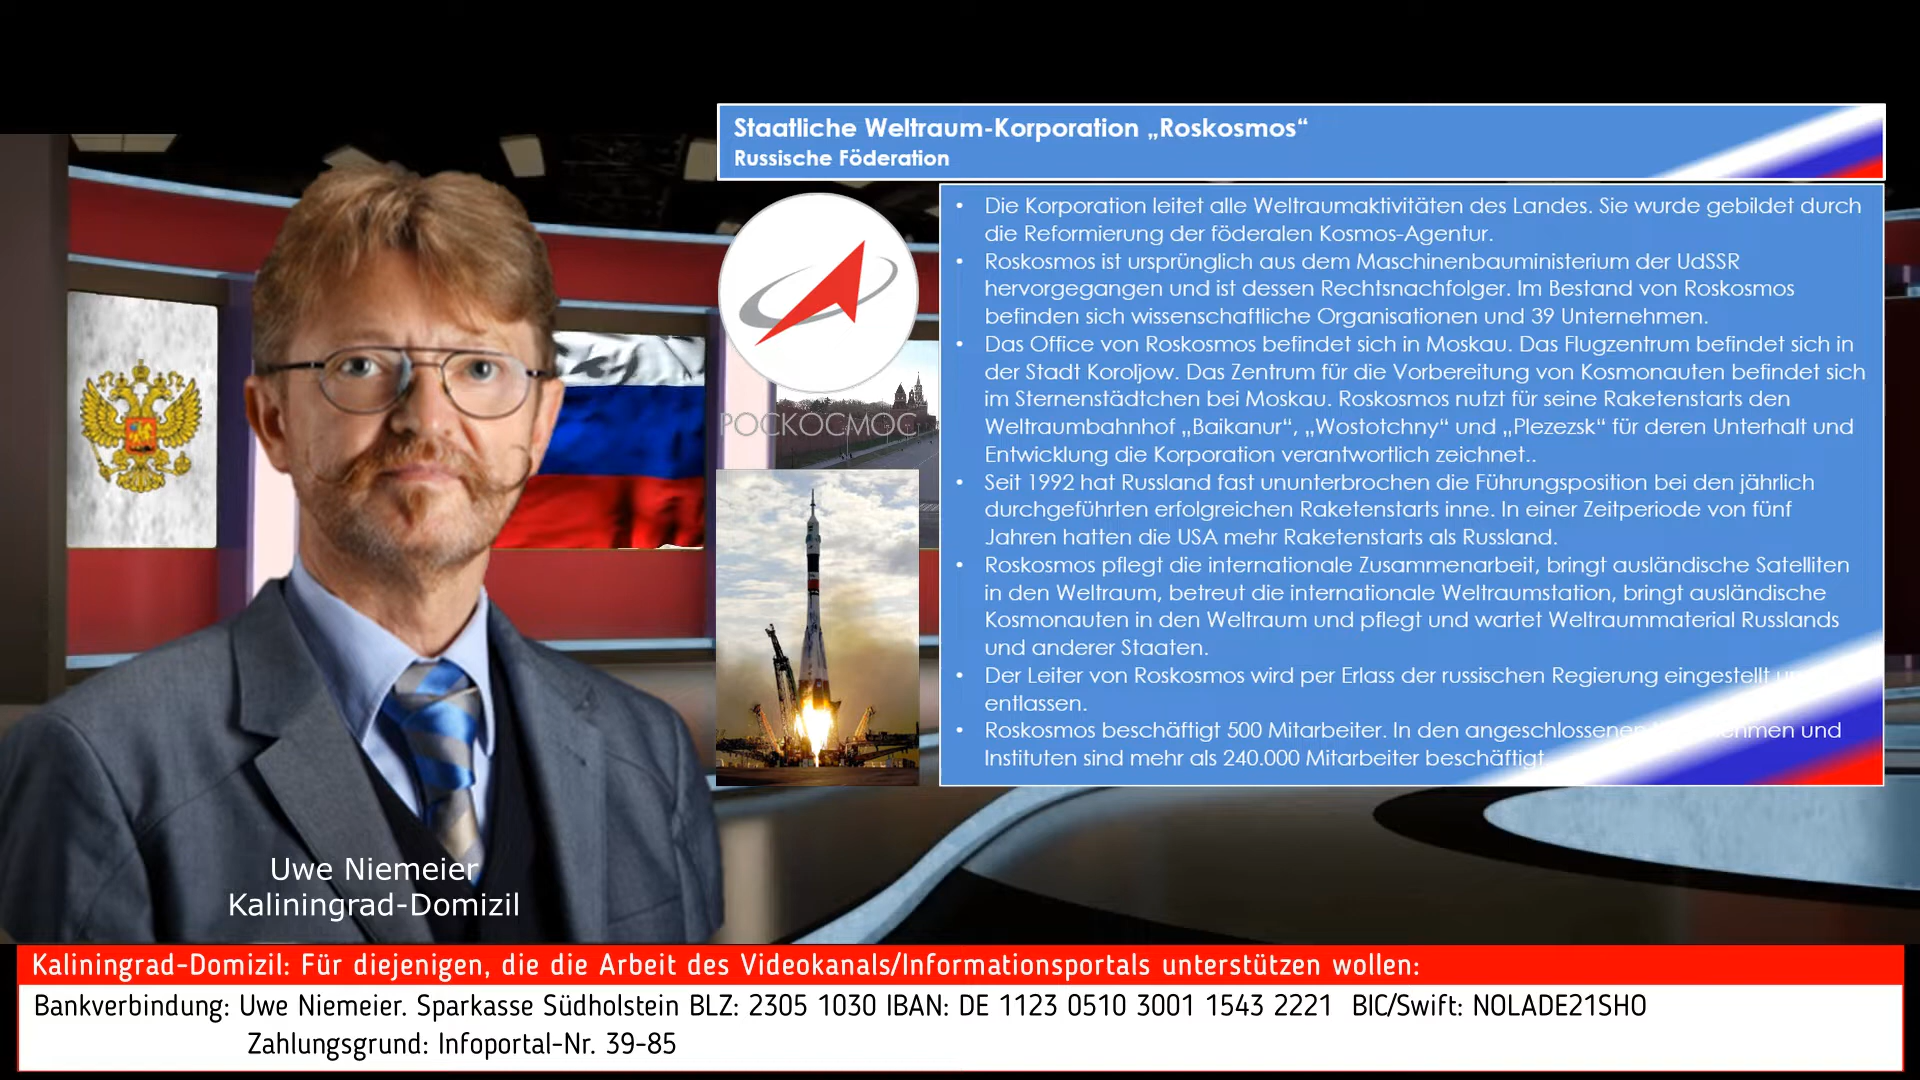 Staatliche Weltraum-Korporation „Roskosmos“
Russische Föderation
РОСКОСМОС
• Die Korporation leitet alle Weltraumaktivitäten des Landes. Sie wurde gebildet durch
die Reformierung der föderalen Kosmos-Agentur.
• Roskosmos ist ursprünglich aus dem Maschinenbauministerium der UdSSR
hervorgegangen und ist dessen Rechtsnachfolger. Im Bestand von Roskosmos
befinden sich wissenschaftliche Organisationen und 39 Unternehmen.
• Das Office von Roskosmos befindet sich in Moskau. Das Flugzentrum befindet sich in
der Stadt Koroljow. Das Zentrum für die Vorbereitung von Kosmonauten befindet sich
im Sternenstädtchen bei Moskau. Roskosmos nutzt für seine Raketenstarts den
Weltraumbahnhof „Baikanur“, „Wostotchny“ und „Plezezsk“ für deren Unterhalt und
Entwicklung die Korporation verantwortlich zeichnet..
• Seit 1992 hat Russland fast ununterbrochen die Führungsposition bei den jährlich
durchgeführten erfolgreichen Raketenstarts inne. In einer Zeitperiode von fünf
Jahren hatten die USA mehr Raketenstarts als Russland.
• Roskosmos pflegt die internationale Zusammenarbeit, bringt ausländische Satelliten
in den Weltraum, betreut die internationale Weltraumstation, bringt ausländische
Kosmonauten in den Weltraum und pflegt und wartet Weltraummaterial Russlands
und anderer Staaten.
• Der Leiter von Roskosmos wird per Erlass der russischen Regierung eingestellt
entlassen.
• Roskosmos beschäftigt 500 Mitarbeiter. In den angeschlossenen und
Instituten sind mehr als 240.000 Mitarbeiter beschäftigt
Uwe Niemeier
Kaliningrad-Domizil
Kaliningrad-Domizil: Für diejenigen, die die Arbeit des Videokanals/Informationsportals unterstützen wollen:
Bankverbindung: Uwe Niemeier. Sparkasse Südholstein BLZ: 2305 1030 IBAN: DE 1123 0510 3001 1543 2221 BIC/Swift: NOLADE21SHO
Zahlungsgrund: Infoportal-Nr. 39-85